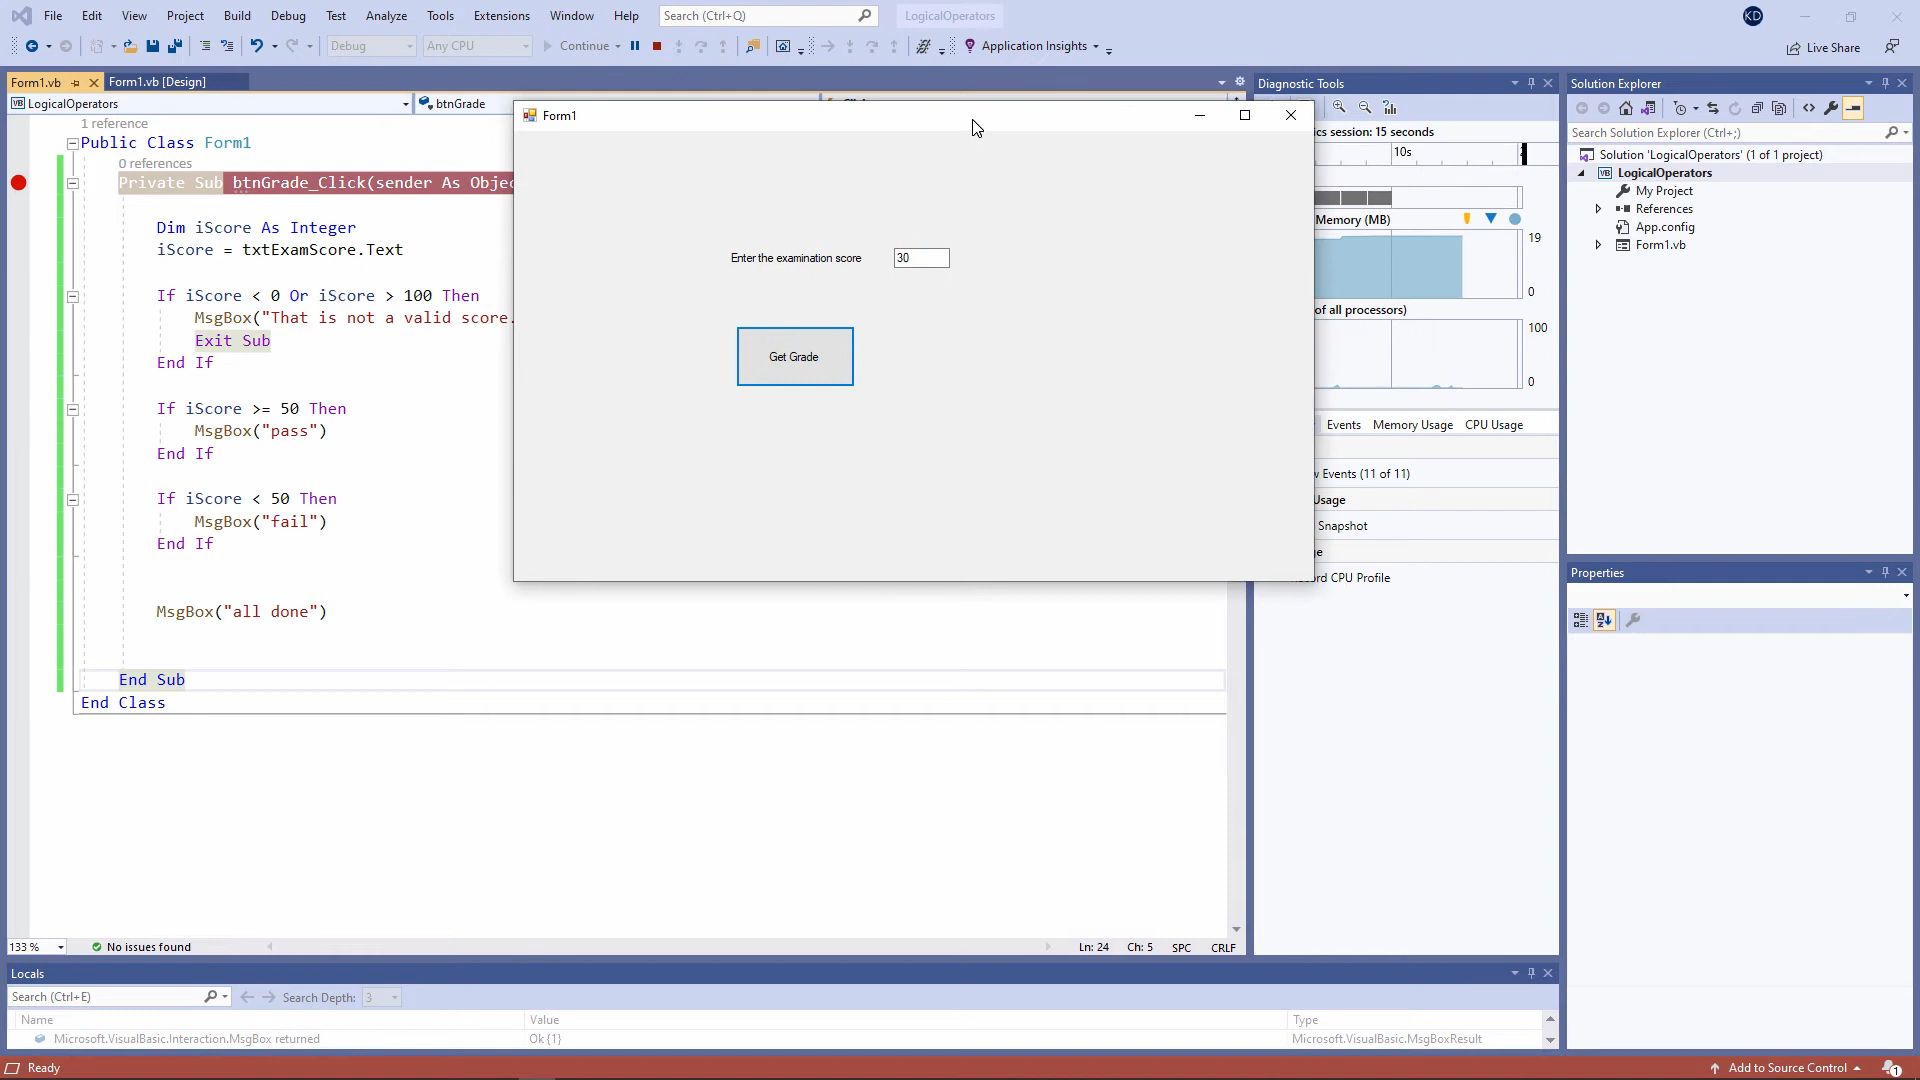 File Edit View Project Build Debug Test Analyze Tools Extensions Window Help Search (Ctrl+Q) LogicalOperators KD
Debug Any CPU Continue Application Insights Live Share
Form1.vb Form1.vb [Design]
LogicalOperators btnGrade
1 reference
Public Class Form1
0 references
Private Sub btnGrade_Click(sender As Objec
Dim iScore As Integer
iScore = txtExamScore.Text
If iScore < 0 Or iScore > 100 Then
MsgBox("That is not a valid score.
Exit Sub
End If
If iScore >= 50 Then
MsgBox("pass")
End If
If iScore < 50 Then
MsgBox("fail")
End If
MsgBox("all done")
End Sub
End Class
Form1
Enter the examination score 30
Get Grade
133 % No issues found Ln: 24 Ch: 5 SPC CRLF
Diagnostic Tools
ics session: 15 seconds
10s
Memory (MB)
19
0
of all processors)
100
0
Events Memory Usage CPU Usage
w Events (11 of 11)
Usage
Snapshot
ge
ord CPU Profile
Solution Explorer
Search Solution Explorer (Ctrl+;)
Solution 'LogicalOperators' (1 of 1 project)
LogicalOperators
My Project
References
App.config
Form1.vb
Properties
Locals
Search (Ctrl+E) Search Depth: 3
Name Value Type
Microsoft.VisualBasic.Interaction.MsgBox returned Ok {1} Microsoft.VisualBasic.MsgBoxResult
Ready Add to Source Control 1